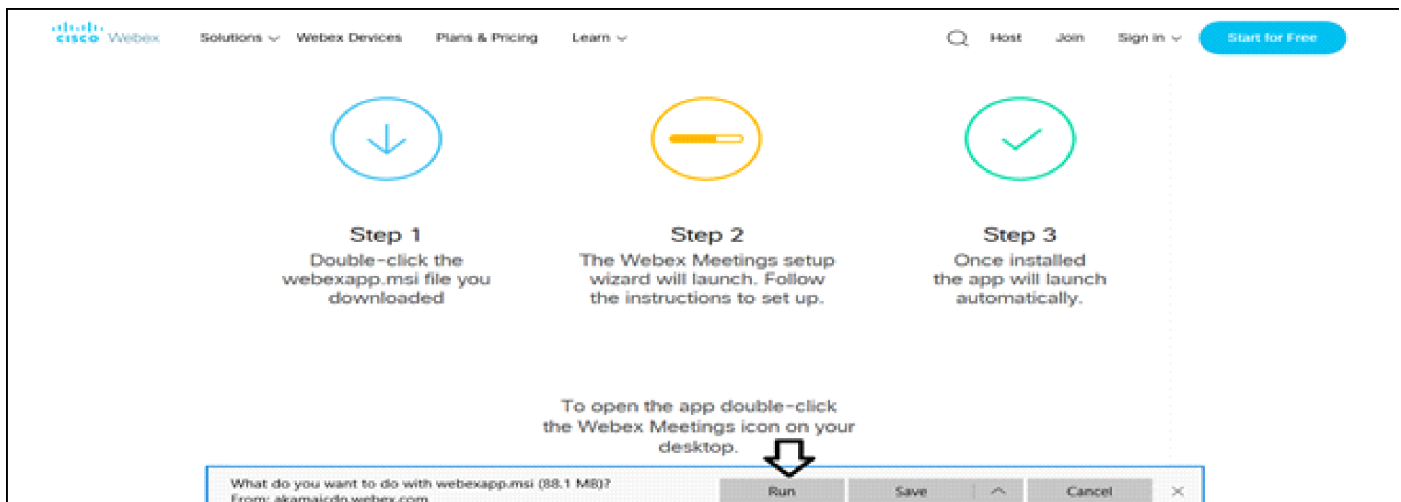 cisco Webex Solutions Webex Devices Plans & Pricing Learn Host Join Sign in Start for Free
Step 1
Double-click the
webexapp.msi file you
downloaded
Step 2
The Webex Meetings setup
wizard will launch. Follow
the instructions to set up.
Step 3
Once installed
the app will launch
automatically.
To open the app double-click
the Webex Meetings icon on your
desktop.
What do you want to do with webexapp.msi (88.1 MB)?
From: akamaicdn.webex.com
Run Save Cancel